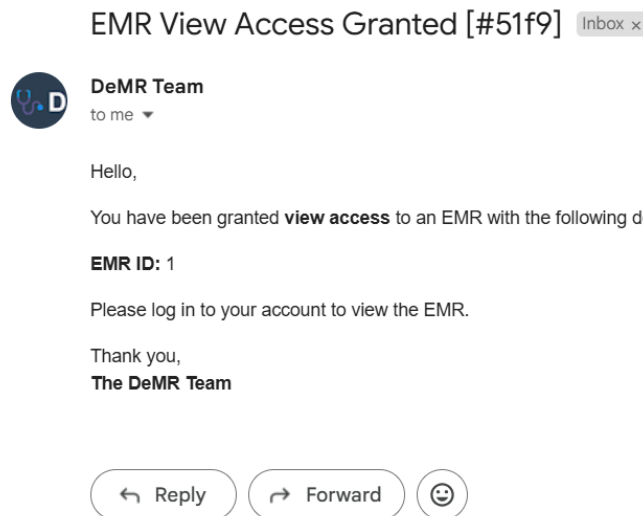 EMR View Access Granted [#51f9] Inbox ×
D
DeMR Team
to me
Hello,
You have been granted view access to an EMR with the following
EMR ID: 1
Please log in to your account to view the EMR.
Thank you,
The DeMR Team
Reply Forward